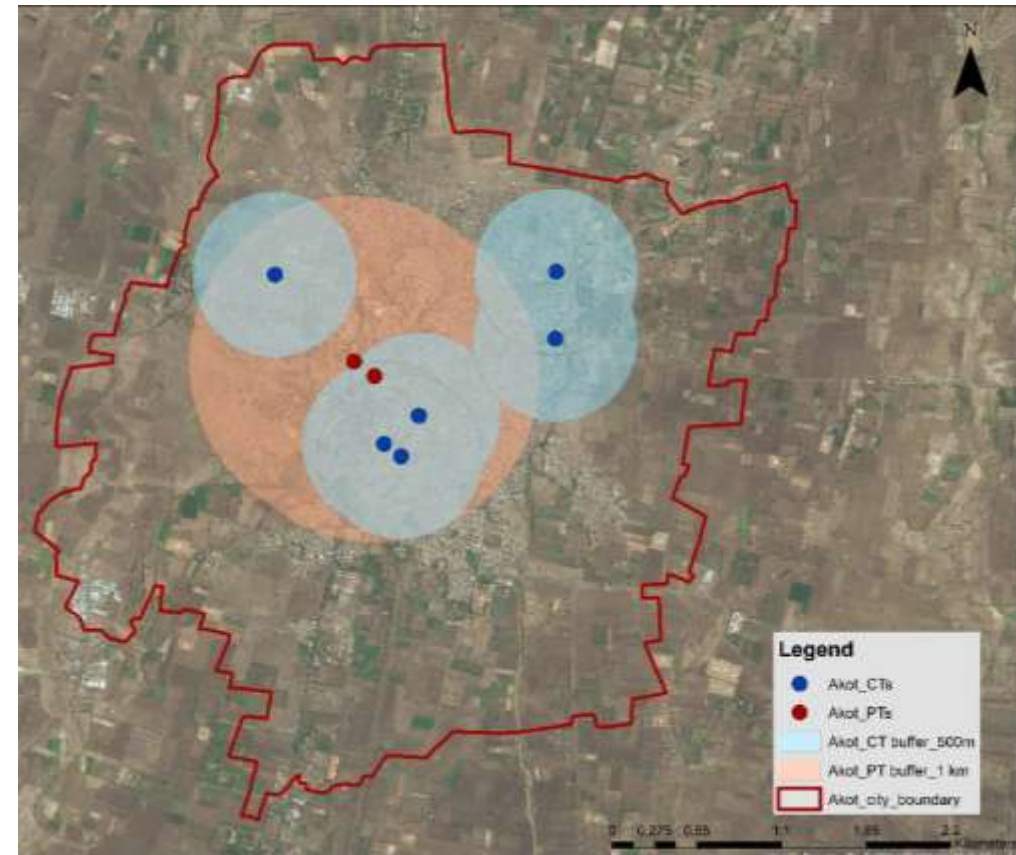 N
Legend
Akot_CTs
Akot_PTs
Akot_CT buffer_500m
Akot_PT buffer_1 km
Akot_city_boundary
0 0.275 0.55 1.1 1.65 2.2
Kilometers